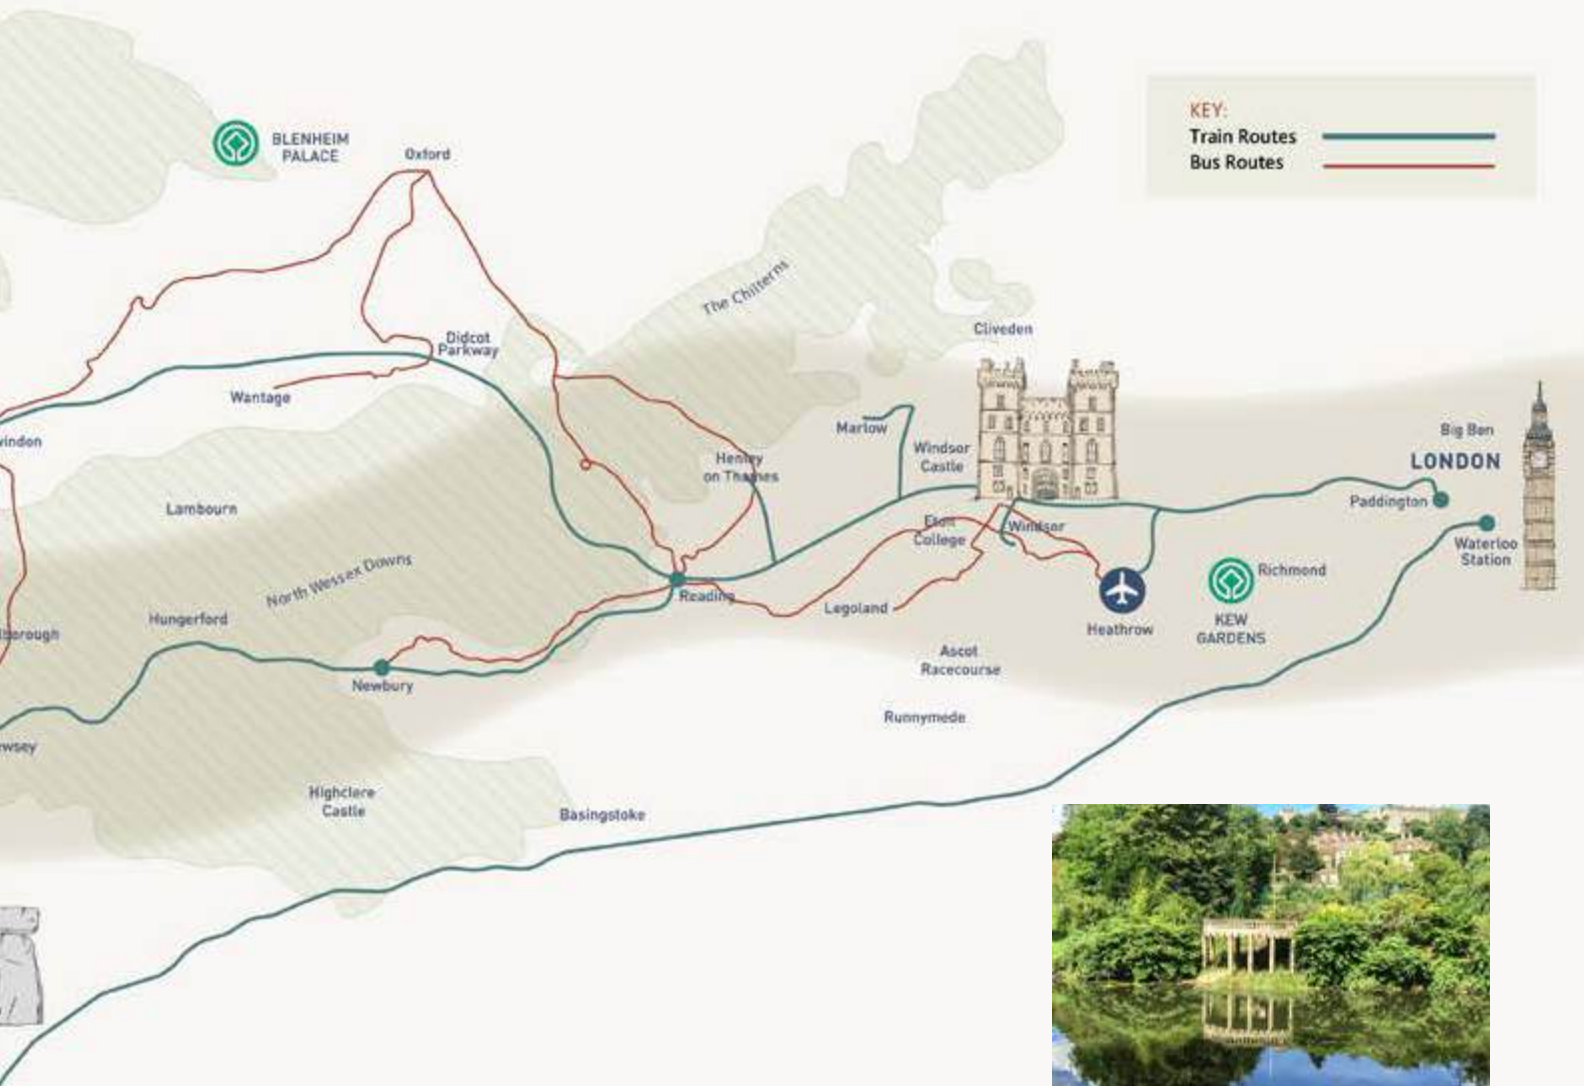 KEY:
Train Routes
Bus Routes
BLENHEIM
PALACE
Oxford
The Chilterns
Cliveden
Didcot
Parkway
Wantage
Marlow
Windsor
Castle
Big Ben
LONDON
Henley
on Thames
Paddington
Lambourn
Eton
College
Windsor
Waterloo
Station
North Wessex Downs
Richmond
Reading
Legoland
Hungerford
Heathrow
KEW
GARDENS
Ascot
Racecourse
Newbury
Runnymede
Highclere
Castle
Basingstoke